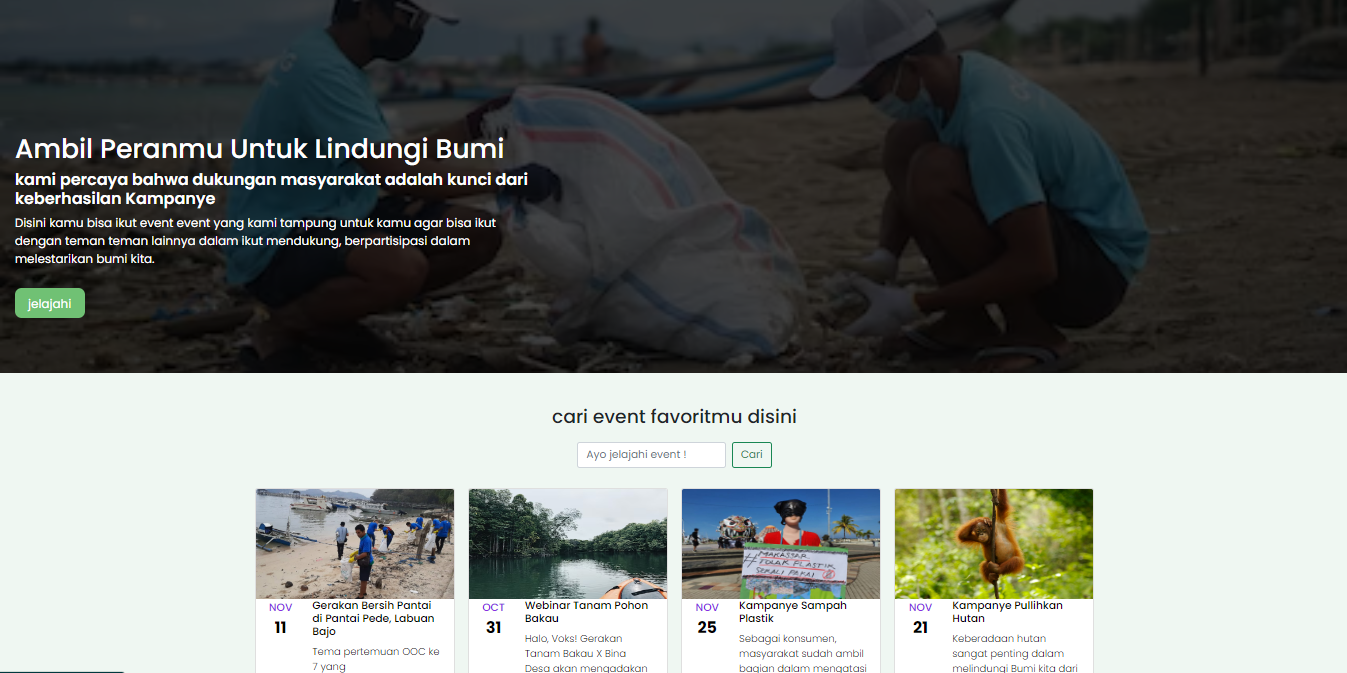 Ambil Peranmu Untuk Lindungi Bumi
kami percaya bahwa dukungan masyarakat adalah kunci dari
keberhasilan Kampanye
Disini kamu bisa ikut event event yang kami tampung untuk kamu agar bisa ikut
dengan teman teman lainnya dalam ikut mendukung, berpartisipasi dalam
melestarikan bumi kita.
jelajahi
cari event favoritmu disini
Ayo jelajahi event !
Cari
NOV
11
Gerakan Bersih Pantai
di Pantai Pede, Labuan
Bajo
Tema pertemuan OOC ke
7 yang
OCT
31
Webinar Tanam Pohon
Bakau
Halo, Voks! Gerakan
Tanam Bakau X Bina
Desa akan mengadakan
MAKASSAR
#TOLAK PLASTIK
SEKALI PAKAI
NOV
25
Kampanye Sampah
Plastik
Sebagai konsumen,
masyarakat sudah ambil
bagian dalam mengatasi
NOV
21
Kampanye Pullihkan
Hutan
Keberadaan hutan
sangat penting dalam
melindungi Bumi kita dari